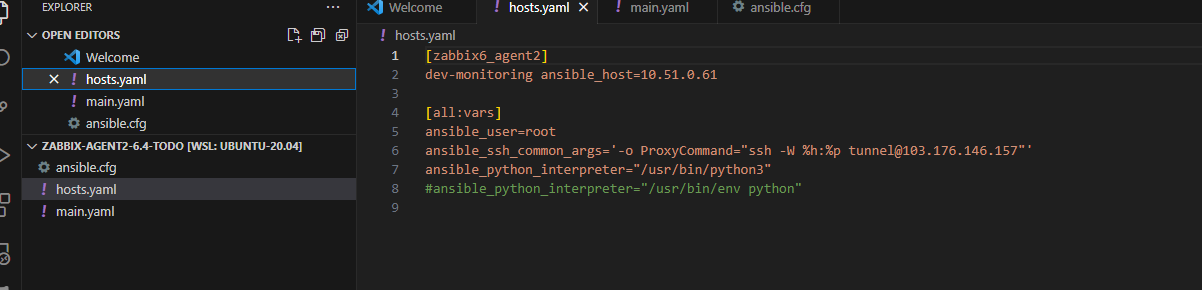 EXPLORER
OPEN EDITORS
Welcome
hosts.yaml
main.yaml
ansible.cfg
ZABBIX-AGENT2-6.4-TODO [WSL: UBUNTU-20.04]
ansible.cfg
hosts.yaml
main.yaml
Welcome
hosts.yaml
main.yaml
ansible.cfg
hosts.yaml
1 [zabbix6_agent2]
2 dev-monitoring ansible_host=10.51.0.61
3
4 [all:vars]
5 ansible_user=root
6 ansible_ssh_common_args='-o ProxyCommand="ssh -W %h:%p tunnel@103.176.146.157"'
7 ansible_python_interpreter="/usr/bin/python3"
8 #ansible_python_interpreter="/usr/bin/env python"
9